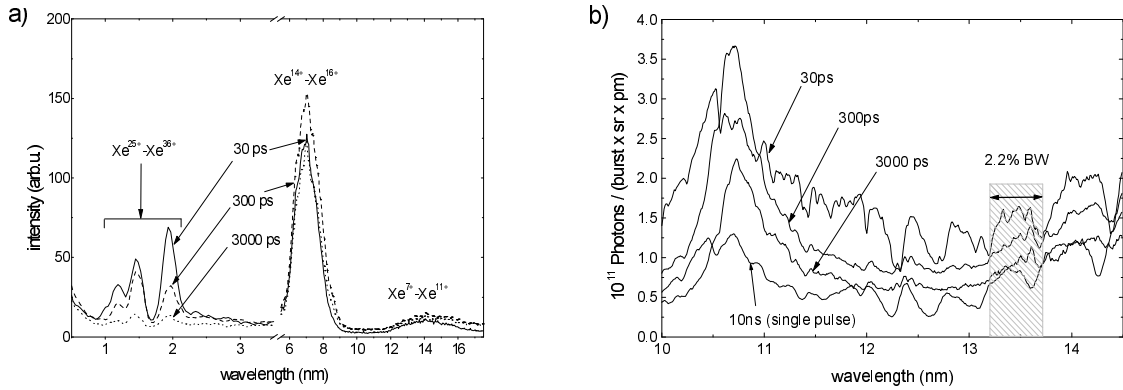 a)
200
150
100
50
0
intensity (arb.u.)
Xe¹⁴⁺-Xe¹⁶⁺
Xe²⁵⁺-Xe³⁶⁺
30 ps
300 ps
3000 ps
Xe⁷⁺-Xe¹¹⁺
1 2 3 6 8 10 12 14 16
wavelength (nm)
b)
4.0
3.5
3.0
2.5
2.0
1.5
1.0
0.5
0.0
10¹¹ Photons / (burst x sr x pm)
30ps
300ps
3000 ps
2.2% BW
10ns (single pulse)
10 11 12 13 14
wavelength (nm)